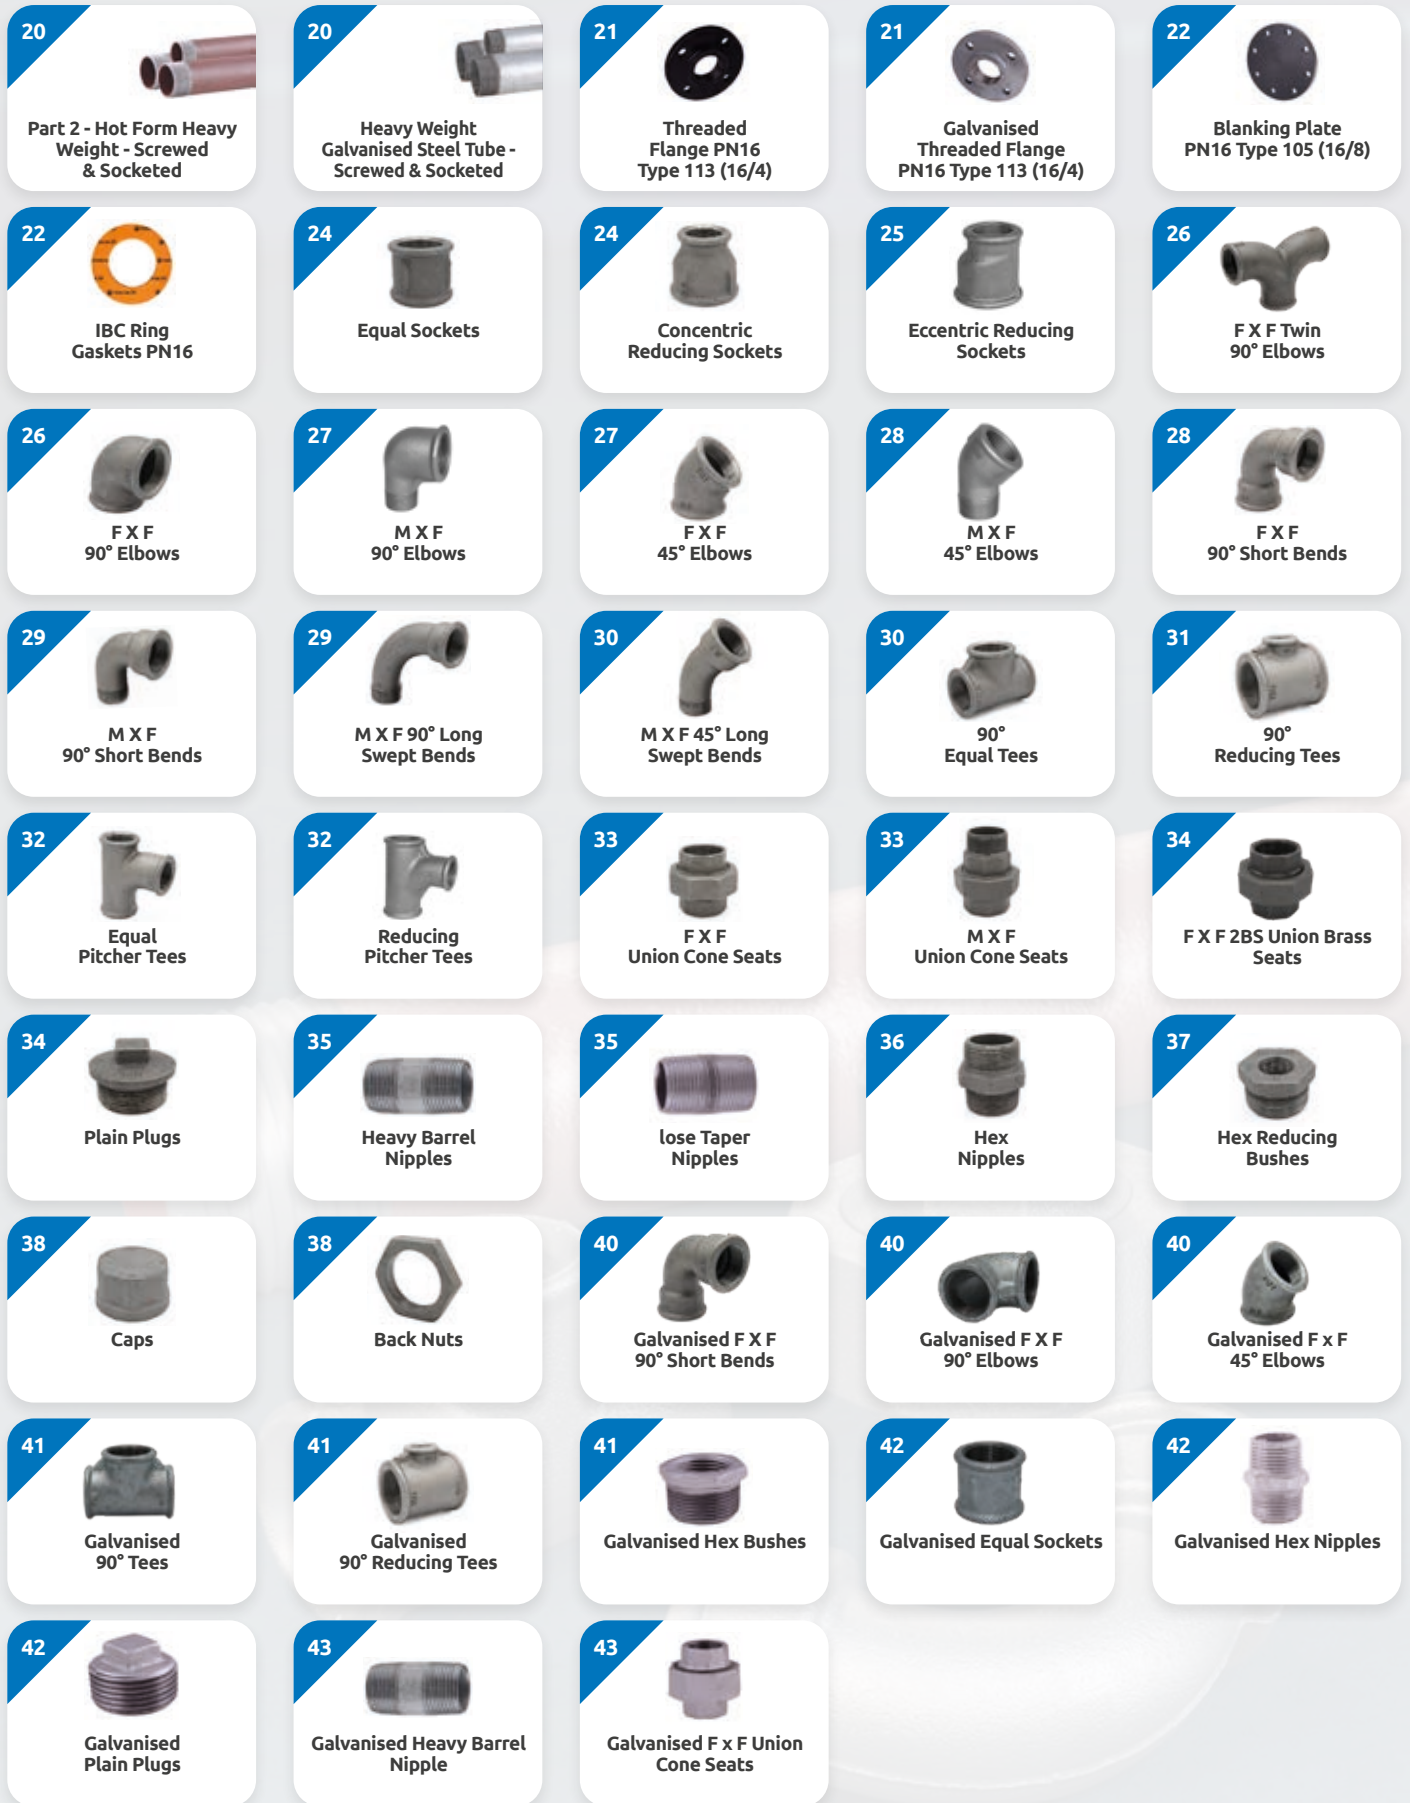 20
Part 2 - Hot Form Heavy
Weight - Screwed
& Socketed
20
Heavy Weight
Galvanised Steel Tube -
Screwed & Socketed
21
Threaded
Flange PN16
Type 113 (16/4)
21
Galvanised
Threaded Flange
PN16 Type 113 (16/4)
22
Blanking Plate
PN16 Type 105 (16/8)
22
IBC Ring
Gaskets PN16
24
Equal Sockets
24
Concentric
Reducing Sockets
25
Eccentric Reducing
Sockets
26
F X F Twin
90° Elbows
26
F X F
90° Elbows
27
M X F
90° Elbows
27
F X F
45° Elbows
28
M X F
45° Elbows
28
F X F
90° Short Bends
29
M X F
90° Short Bends
29
M X F 90° Long
Swept Bends
30
M X F 45° Long
Swept Bends
30
90°
Equal Tees
31
90°
Reducing Tees
32
Equal
Pitcher Tees
32
Reducing
Pitcher Tees
33
F X F
Union Cone Seats
33
M X F
Union Cone Seats
34
F X F 2BS Union Brass
Seats
34
Plain Plugs
35
Heavy Barrel
Nipples
35
lose Taper
Nipples
36
Hex
Nipples
37
Hex Reducing
Bushes
38
Caps
38
Back Nuts
40
Galvanised F X F
90° Short Bends
40
Galvanised F X F
90° Elbows
40
Galvanised F x F
45° Elbows
41
Galvanised
90° Tees
41
Galvanised
90° Reducing Tees
41
Galvanised Hex Bushes
42
Galvanised Equal Sockets
42
Galvanised Hex Nipples
42
Galvanised
Plain Plugs
43
Galvanised Heavy Barrel
Nipple
43
Galvanised F x F Union
Cone Seats